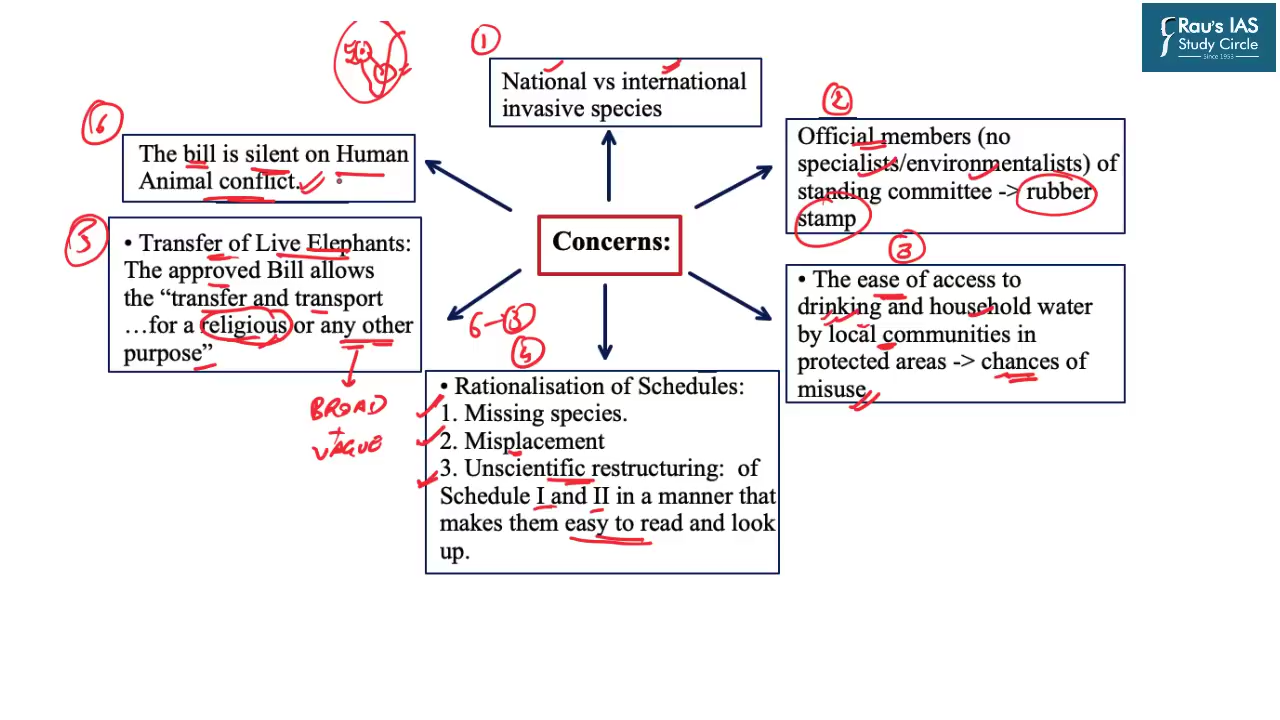 Rau's IAS
Study Circle
Since 1953
1
National vs international
invasive species
2
Official members (no
specialists/environmentalists) of
standing committee -> rubber
stamp
3
• The ease of access to
drinking and household water
by local communities in
protected areas -> chances of
misuse
Concerns:
• Rationalisation of Schedules:
1. Missing species.
2. Misplacement
3. Unscientific restructuring: of
Schedule I and II in a manner that
makes them easy to read and look
up.
5
• Transfer of Live Elephants:
The approved Bill allows
the “transfer and transport
…for a religious or any other
purpose”
BROAD
+
VAGUE
6
The bill is silent on Human
Animal conflict.